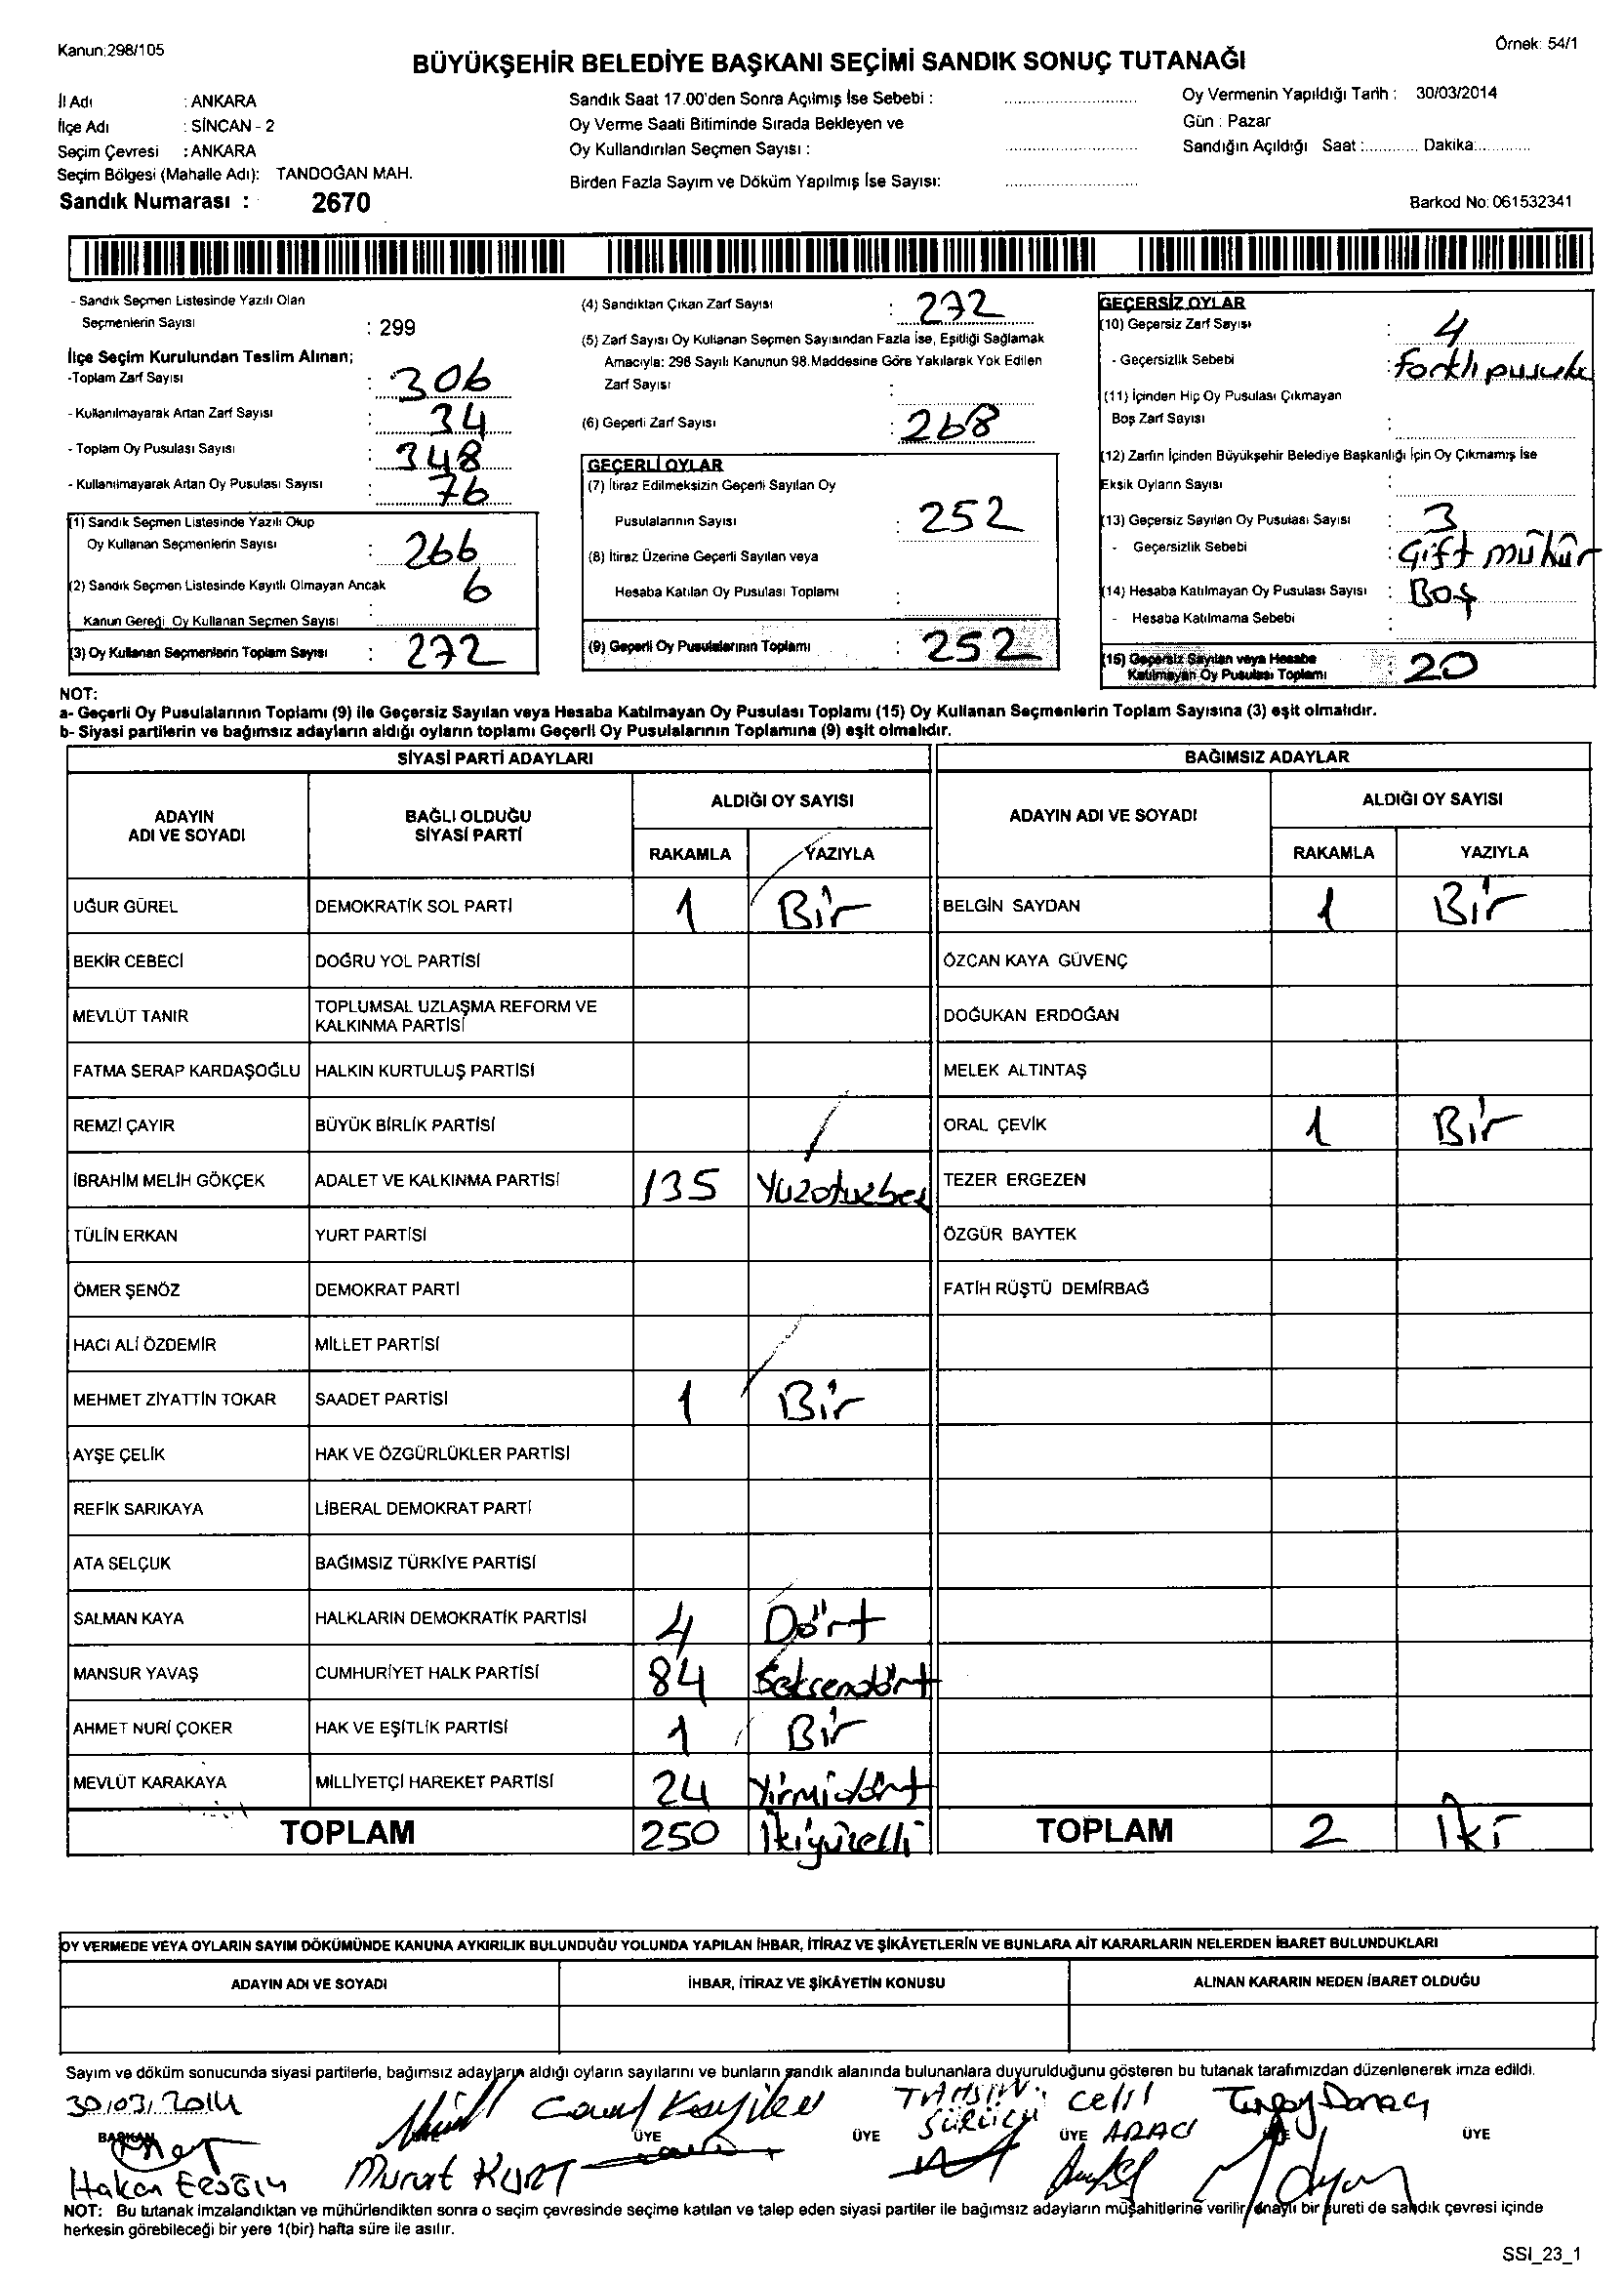 Kanun:298/105
Örnek: 54/1
BÜYÜKŞEHİR BELEDİYE BAŞKANI SEÇİMİ SANDIK SONUÇ TUTANAĞI
İl Adı : ANKARA
İlçe Adı : SİNCAN - 2
Seçim Çevresi : ANKARA
Seçim Bölgesi (Mahalle Adı): TANDOĞAN MAH.
Sandık Numarası : 2670
Sandık Saat 17.00'den Sonra Açılmış İse Sebebi :
Oy Verme Saati Bitiminde Sırada Bekleyen ve
Oy Kullandırılan Seçmen Sayısı :
Birden Fazla Sayım ve Döküm Yapılmış İse Sayısı:
Oy Vermenin Yapıldığı Tarih : 30/03/2014
Gün : Pazar
Sandığın Açıldığı Saat :............ Dakika:............
Barkod No: 061532341
- Sandık Seçmen Listesinde Yazılı Olan
Seçmenlerin Sayısı : 299
İlçe Seçim Kurulundan Teslim Alınan;
-Toplam Zarf Sayısı : 306
- Kullanılmayarak Artan Zarf Sayısı : 34
- Toplam Oy Pusulası Sayısı : 348
- Kullanılmayarak Artan Oy Pusulası Sayısı : 76
(1) Sandık Seçmen Listesinde Yazılı Olup
Oy Kullanan Seçmenlerin Sayısı : 266
(2) Sandık Seçmen Listesinde Kayıtlı Olmayan Ancak
Kanun Gereği Oy Kullanan Seçmen Sayısı : 6
(3) Oy Kullanan Seçmenlerin Toplam Sayısı : 272
(4) Sandıktan Çıkan Zarf Sayısı : 272
(5) Zarf Sayısı Oy Kullanan Seçmen Sayısından Fazla İse, Eşitliği Sağlamak
Amacıyla: 298 Sayılı Kanunun 98.Maddesine Göre Yakılarak Yok Edilen
Zarf Sayısı :
(6) Geçerli Zarf Sayısı : 268
GEÇERLİ OYLAR
(7) İtiraz Edilmeksizin Geçerli Sayılan Oy
Pusulalarının Sayısı : 252
(8) İtiraz Üzerine Geçerli Sayılan veya
Hesaba Katılan Oy Pusulası Toplamı :
(9) Geçerli Oy Pusulalarının Toplamı : 252
GEÇERSİZ OYLAR
(10) Geçersiz Zarf Sayısı : 4
- Geçersizlik Sebebi : farklı pusula
(11) İçinden Hiç Oy Pusulası Çıkmayan
Boş Zarf Sayısı :
(12) Zarfın İçinden Büyükşehir Belediye Başkanlığı İçin Oy Çıkmamış İse
Eksik Oyların Sayısı :
(13) Geçersiz Sayılan Oy Pusulası Sayısı : 3
- Geçersizlik Sebebi : Çift mühür
(14) Hesaba Katılmayan Oy Pusulası Sayısı : Boş
- Hesaba Katılmama Sebebi :
(15) Geçersiz Sayılan veya Hesaba
Katılmayan Oy Pusulası Toplamı : 20
NOT:
a- Geçerli Oy Pusulalarının Toplamı (9) ile Geçersiz Sayılan veya Hesaba Katılmayan Oy Pusulası Toplamı (15) Oy Kullanan Seçmenlerin Toplam Sayısına (3) eşit olmalıdır.
b- Siyasi partilerin ve bağımsız adayların aldığı oyların toplamı Geçerli Oy Pusulalarının Toplamına (9) eşit olmalıdır.
SİYASİ PARTİ ADAYLARI
ADAYIN ADI VE SOYADI
BAĞLI OLDUĞU SİYASİ PARTİ
ALDIĞI OY SAYISI
RAKAMLA YAZIYLA
UĞUR GÜREL DEMOKRATİK SOL PARTİ 1 Bir
BEKİR CEBECİ DOĞRU YOL PARTİSİ
MEVLÜT TANIR TOPLUMSAL UZLAŞMA REFORM VE KALKINMA PARTİSİ
FATMA SERAP KARDAŞOĞLU HALKIN KURTULUŞ PARTİSİ
REMZİ ÇAYIR BÜYÜK BİRLİK PARTİSİ
İBRAHİM MELİH GÖKÇEK ADALET VE KALKINMA PARTİSİ 135 Yüzotuzbeş
TÜLİN ERKAN YURT PARTİSİ
ÖMER ŞENÖZ DEMOKRAT PARTİ
HACI ALİ ÖZDEMİR MİLLET PARTİSİ
MEHMET ZİYATTİN TOKAR SAADET PARTİSİ 1 Bir
AYŞE ÇELİK HAK VE ÖZGÜRLÜKLER PARTİSİ
REFİK SARIKAYA LİBERAL DEMOKRAT PARTİ
ATA SELÇUK BAĞIMSIZ TÜRKİYE PARTİSİ
SALMAN KAYA HALKLARIN DEMOKRATİK PARTİSİ 4 Dört
MANSUR YAVAŞ CUMHURİYET HALK PARTİSİ 84 Seksendört
AHMET NURİ ÇOKER HAK VE EŞİTLİK PARTİSİ 1 Bir
MEVLÜT KARAKAYA MİLLİYETÇİ HAREKET PARTİSİ 24 Yirmidört
TOPLAM 250 İkiyüzelli
BAĞIMSIZ ADAYLAR
ADAYIN ADI VE SOYADI
ALDIĞI OY SAYISI
RAKAMLA YAZIYLA
BELGİN SAYDAN 1 Bir
ÖZCAN KAYA GÜVENÇ
DOĞUKAN ERDOĞAN
MELEK ALTINTAŞ
ORAL ÇEVİK 1 Bir
TEZER ERGEZEN
ÖZGÜR BAYTEK
FATİH RÜŞTÜ DEMİRBAĞ
TOPLAM 2 İki
OY VERMEDE VEYA OYLARIN SAYIM DÖKÜMÜNDE KANUNA AYKIRILIK BULUNDUĞU YOLUNDA YAPILAN İHBAR, İTİRAZ VE ŞİKÂYETLERİN VE BUNLARA AİT KARARLARIN NELERDEN İBARET BULUNDUKLARI
ADAYIN ADI VE SOYADI
İHBAR, İTİRAZ VE ŞİKÂYETİN KONUSU
ALINAN KARARIN NEDEN İBARET OLDUĞU
Sayım ve döküm sonucunda siyasi partilerle, bağımsız adayların aldığı oyların sayılarını ve bunların sandık alanında bulunanlara duyurulduğunu gösteren bu tutanak tarafımızdan düzenlenerek imza edildi.
30/03/2014
BAŞKAN ÜYE ÜYE ÜYE ÜYE
TAHSİN SÜRÜCÜ
Celil ARACI
Murat KURT
Hakan
NOT: Bu tutanak imzalandıktan ve mühürlendikten sonra o seçim çevresinde seçime katılan ve talep eden siyasi partiler ile bağımsız adayların müşahitlerine verilir, onaylı bir sureti de sandık çevresi içinde
herkesin görebileceği bir yere 1(bir) hafta süre ile asılır.
SSI_23_1